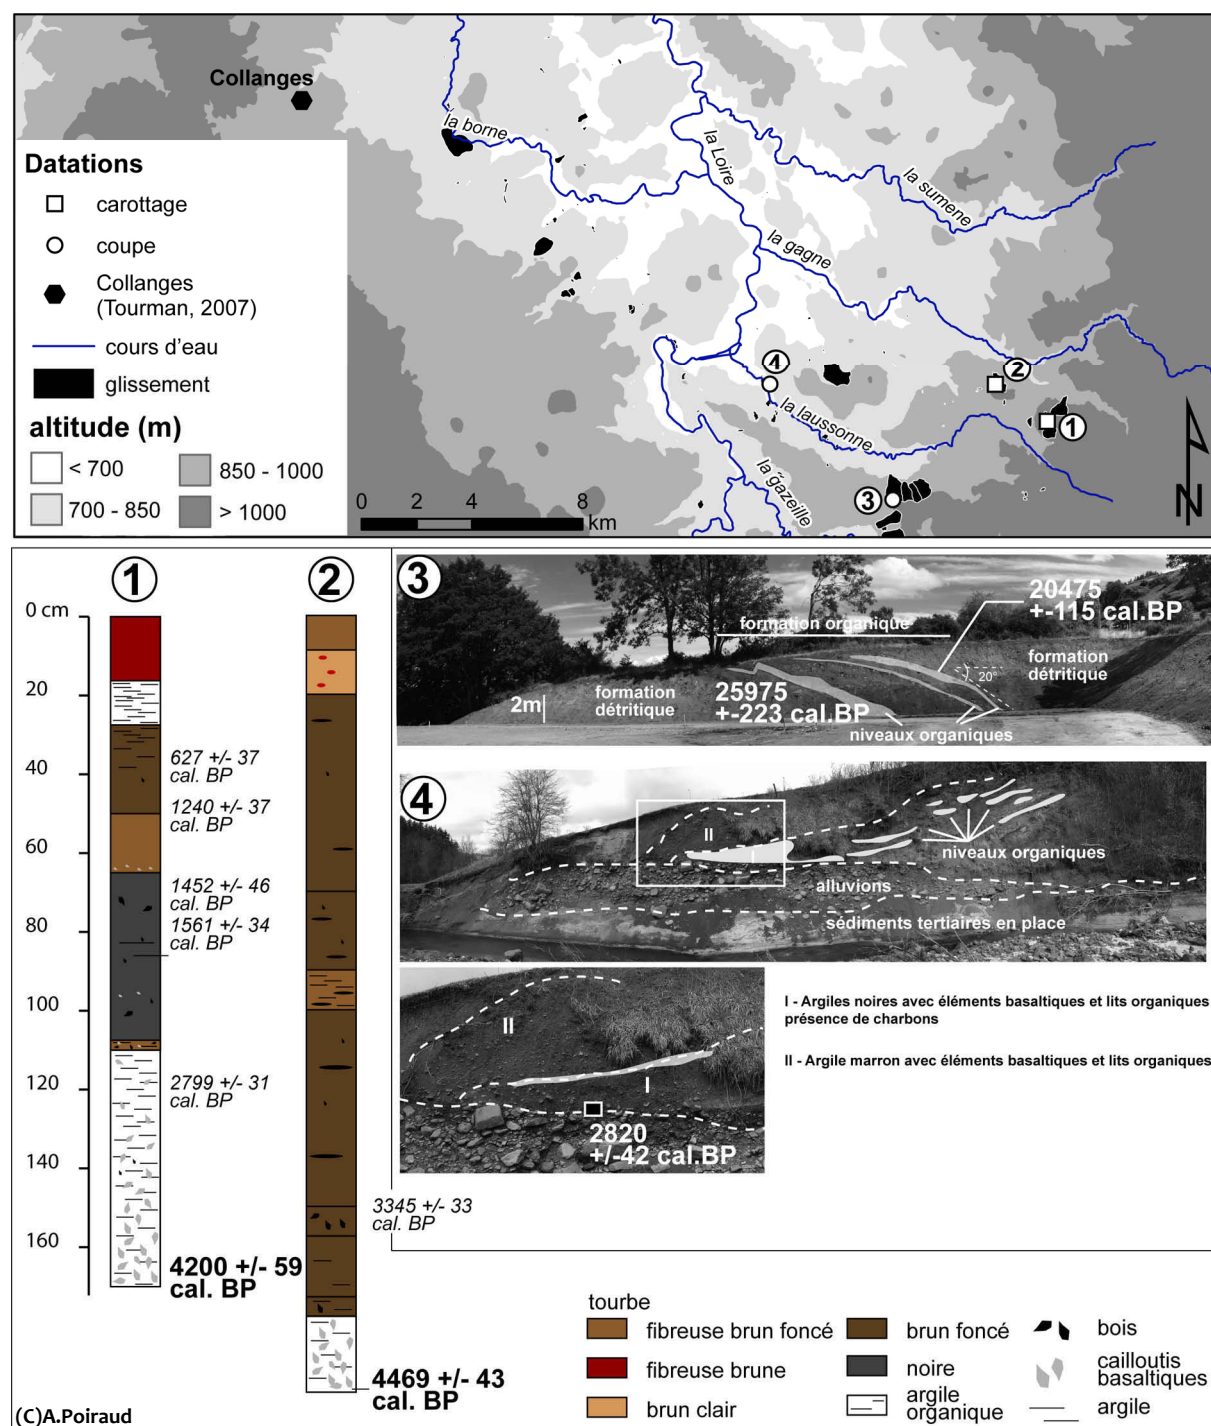 Collanges
la borne
la Loire
la sumene
la gagne
la laussonne
la gazeille
4
2
1
3
Datations
carottage
coupe
Collanges
(Tourman, 2007)
cours d'eau
glissement
altitude (m)
< 700
850 - 1000
700 - 850
> 1000
0 4 8
km
N
1
2
0 cm
20
40
60
80
100
120
140
160
627 +/- 37
cal. BP
1240 +/- 37
cal. BP
1452 +/- 46
cal. BP
1561 +/- 34
cal. BP
2799 +/- 31
cal. BP
4200 +/- 59
cal. BP
3345 +/- 33
cal. BP
4469 +/- 43
cal. BP
3
20475
+-115 cal.BP
formation organique
formation
détritique
25975
+-223 cal.BP
2m
formation
détritique
20°
niveaux organiques
4
II
I
niveaux organiques
alluvions
sédiments tertiaires en place
II
I
2820
+/-42 cal.BP
I - Argiles noires avec éléments basaltiques et lits organiques
présence de charbons
II - Argile marron avec éléments basaltiques et lits organiques
tourbe
fibreuse brun foncé
fibreuse brune
brun clair
brun foncé
noire
argile
organique
bois
cailloutis
basaltiques
argile
(C)A.Poiraud